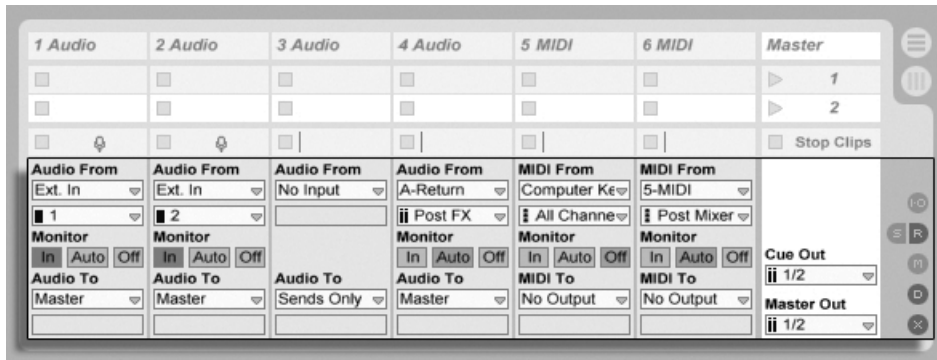 1 Audio 2 Audio 3 Audio 4 Audio 5 MIDI 6 MIDI Master
1
2
Stop Clips
Audio From Audio From Audio From Audio From MIDI From MIDI From
Ext. In Ext. In No Input A-Return Computer Ke 5-MIDI
1 2 Post FX All Channe Post Mixer
Monitor Monitor Monitor Monitor Monitor
In Auto Off In Auto Off In Auto Off In Auto Off In Auto Off
Cue Out
Audio To Audio To Audio To Audio To MIDI To MIDI To
1/2
Master Master Sends Only Master No Output No Output
Master Out
1/2
I·O
S R
M
D
X